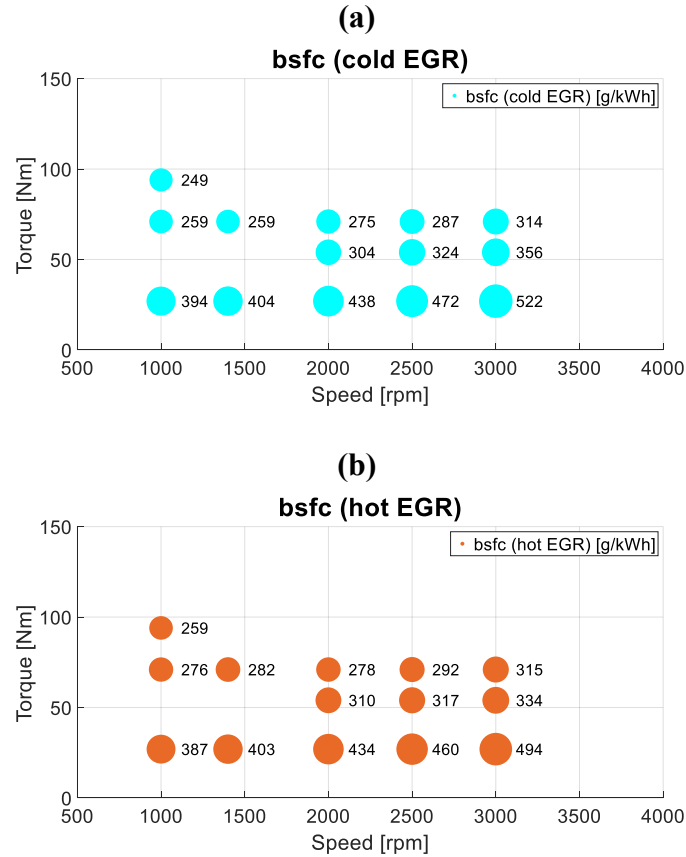 (a)
bsfc (cold EGR)
bsfc (cold EGR) [g/kWh]
Torque [Nm]
150
100
50
0
249
259 259 275 287 314
304 324 356
394 404 438 472 522
500 1000 1500 2000 2500 3000 3500 4000
Speed [rpm]
(b)
bsfc (hot EGR)
bsfc (hot EGR) [g/kWh]
Torque [Nm]
150
100
50
0
259
276 282 278 292 315
310 317 334
387 403 434 460 494
500 1000 1500 2000 2500 3000 3500 4000
Speed [rpm]